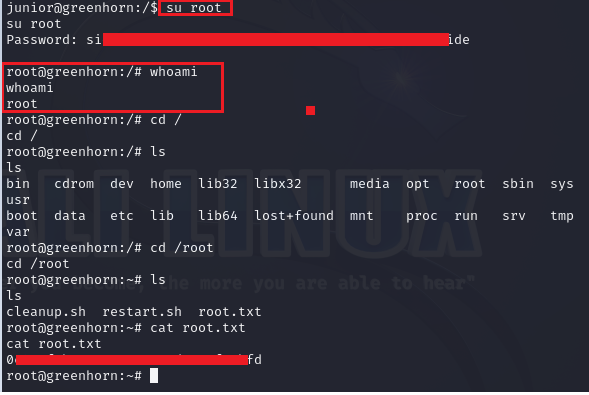 junior@greenhorn:/$ su root
su root
Password: si ide
root@greenhorn:/# whoami
whoami
root
root@greenhorn:/# cd /
cd /
root@greenhorn:/# ls
ls
bin cdrom dev home lib32 libx32 media opt root sbin sys
usr
boot data etc lib lib64 lost+found mnt proc run srv tmp
var
root@greenhorn:/# cd /root
cd /root
root@greenhorn:~# ls
ls
cleanup.sh restart.sh root.txt
root@greenhorn:~# cat root.txt
cat root.txt
fd
root@greenhorn:~#
LI LINUX
the more you are able to hear"